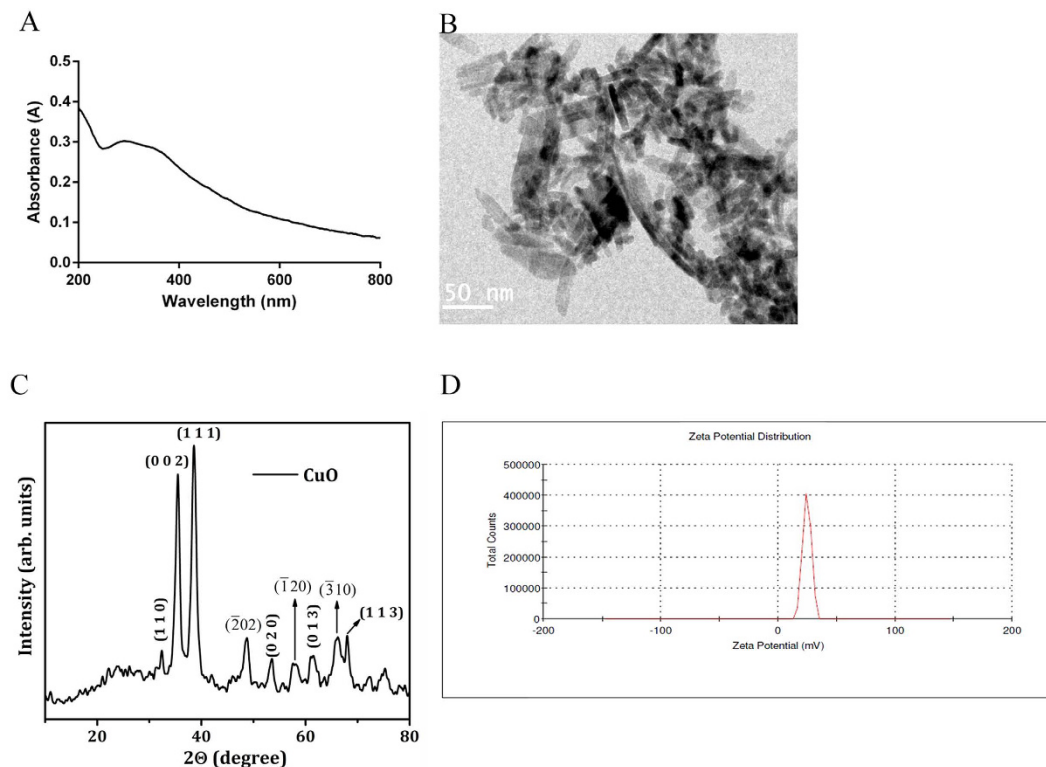 A
0.5
0.4
0.3
0.2
0.1
0.0
Absorbance (A)
200 400 600 800
Wavelength (nm)
B
50 nm
C
(1 1 1)
(0 0 2)
CuO
(1 1 0)
(2̅02)
(0 2 0)
(1̅20)
(0 1 3)
(3̅10)
(1 1 3)
Intensity (arb. units)
20 40 60 80
2Θ (degree)
D
Zeta Potential Distribution
500000
400000
300000
200000
100000
0
Total Counts
-200 -100 0 100 200
Zeta Potential (mV)